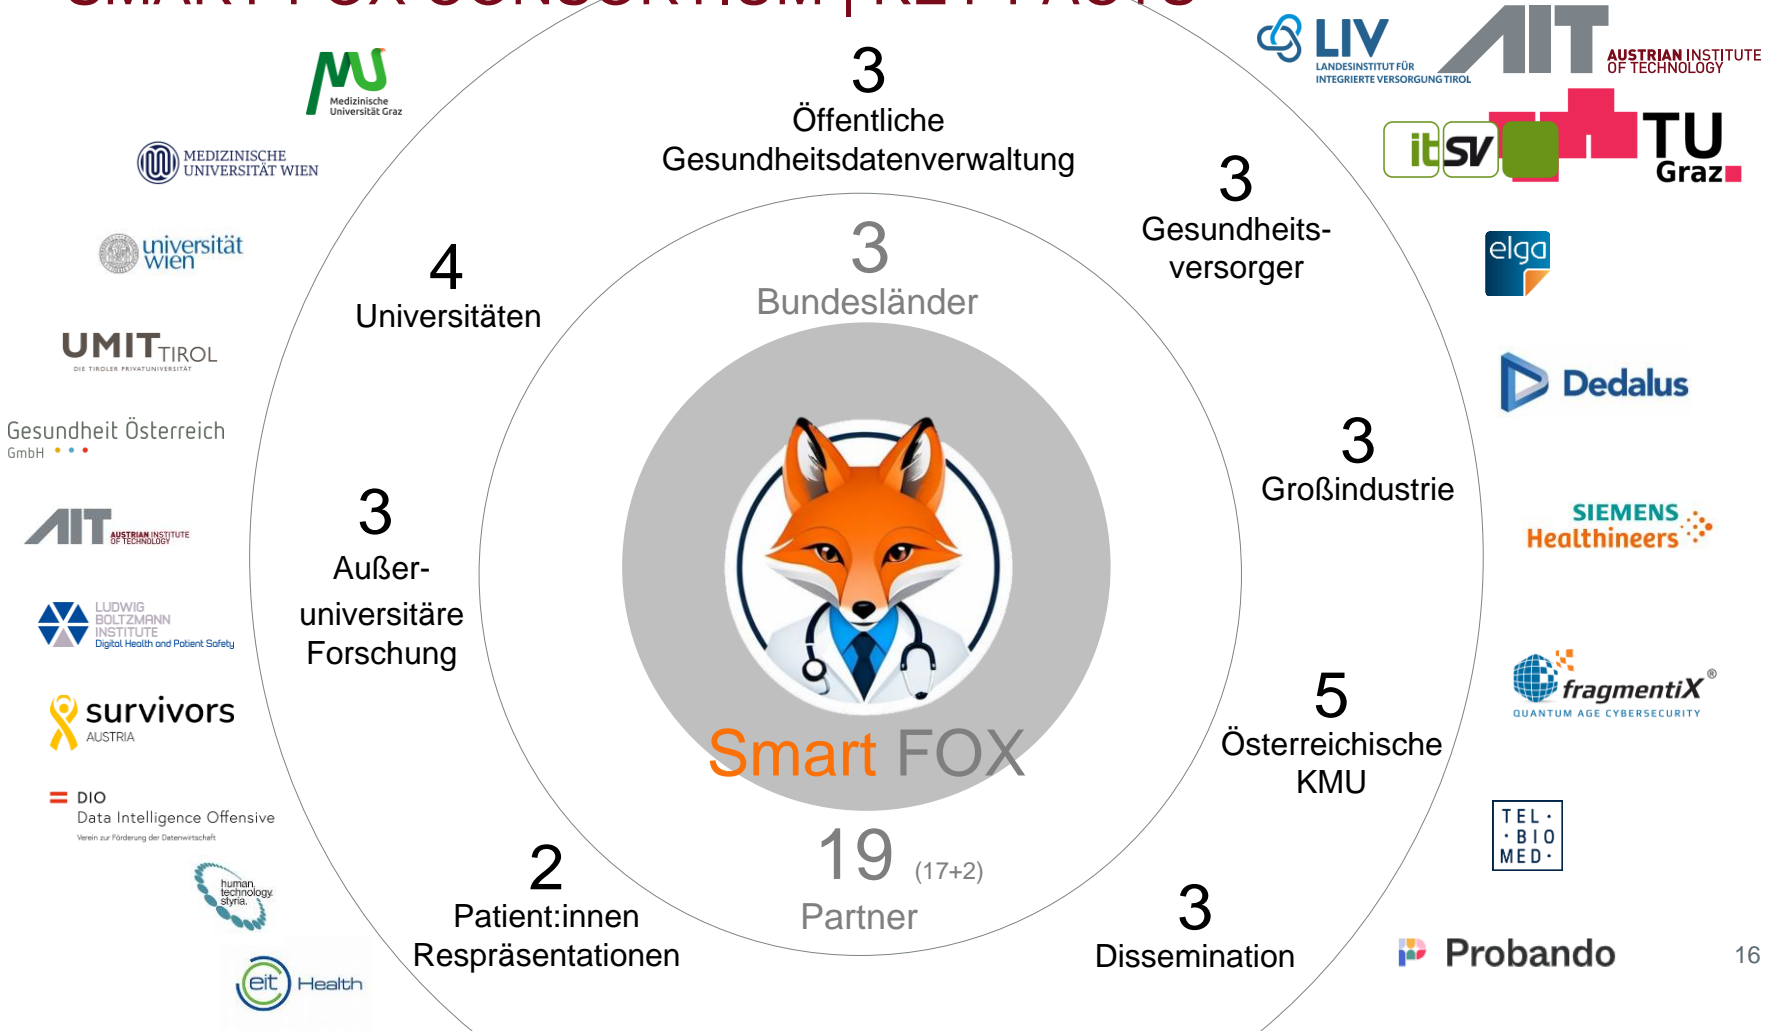 SMART FOX CONSORTIUM | KEY FACTS
LIV
LANDESINSTITUT FÜR
INTEGRIERTE VERSORGUNG TIROL
AIT
AUSTRIAN INSTITUTE
OF TECHNOLOGY
MU
Medizinische
Universität Graz
3
Öffentliche
Gesundheitsdatenverwaltung
itsv
TU
Graz
MEDIZINISCHE
UNIVERSITÄT WIEN
3
Gesundheits-
versorger
universität
wien
4
Universitäten
3
Bundesländer
elga
UMIT TIROL
DIE TIROLER PRIVATUNIVERSITÄT
Dedalus
Gesundheit Österreich
GmbH
3
Großindustrie
AIT
AUSTRIAN INSTITUTE
OF TECHNOLOGY
3
Außer-
universitäre
Forschung
SIEMENS
Healthineers
LUDWIG
BOLTZMANN
INSTITUTE
Digital Health and Patient Safety
survivors
AUSTRIA
fragmentiX®
QUANTUM AGE CYBERSECURITY
5
Österreichische
KMU
Smart FOX
DIO
Data Intelligence Offensive
Verein zur Förderung der Datenwirtschaft
TEL·
·BIO
MED·
19 (17+2)
Partner
human.
technology.
styria.
2
Patient:innen
Respräsentationen
3
Dissemination
Probando
16
eit Health